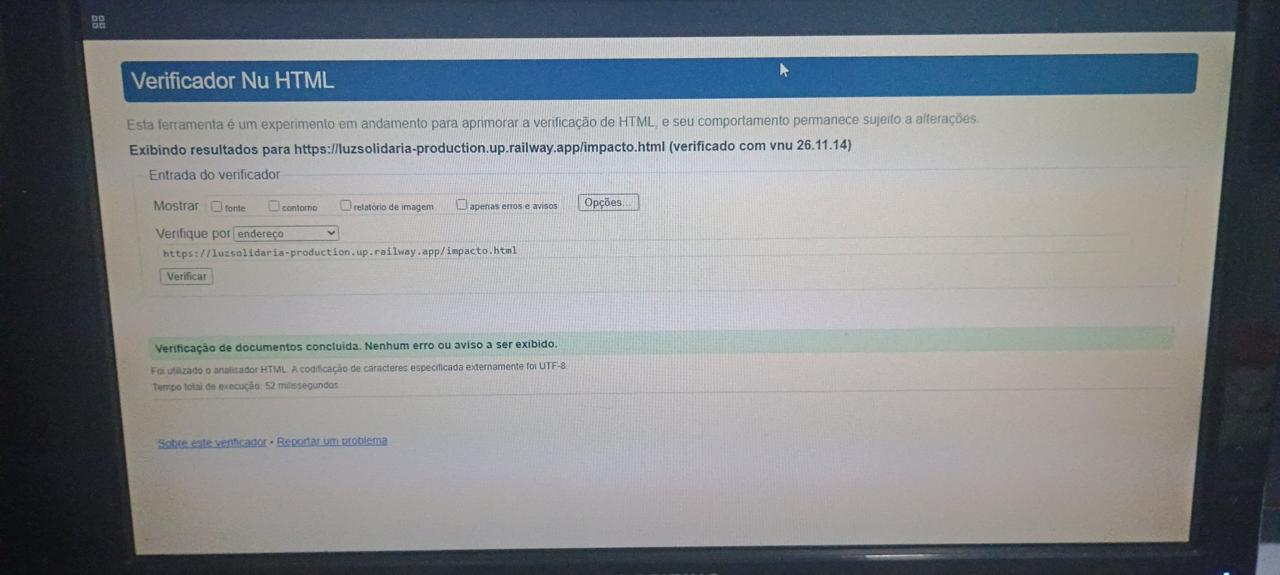 Verificador Nu HTML
Esta ferramenta é um experimento em andamento para aprimorar a verificação de HTML, e seu comportamento permanece sujeito a alterações.
Exibindo resultados para https://luzsolidaria-production.up.railway.app/impacto.html (verificado com vnu 26.11.14)
Entrada do verificador
Mostrar fonte contorno relatório de imagem apenas erros e avisos Opções...
Verifique por endereço
https://luzsolidaria-production.up.railway.app/impacto.html
Verificar
Verificação de documentos concluída. Nenhum erro ou aviso a ser exibido.
Foi utilizado o analisador HTML. A codificação de caracteres especificada externamente foi UTF-8.
Tempo total de execução: 52 milissegundos.
Sobre este verificador • Reportar um problema